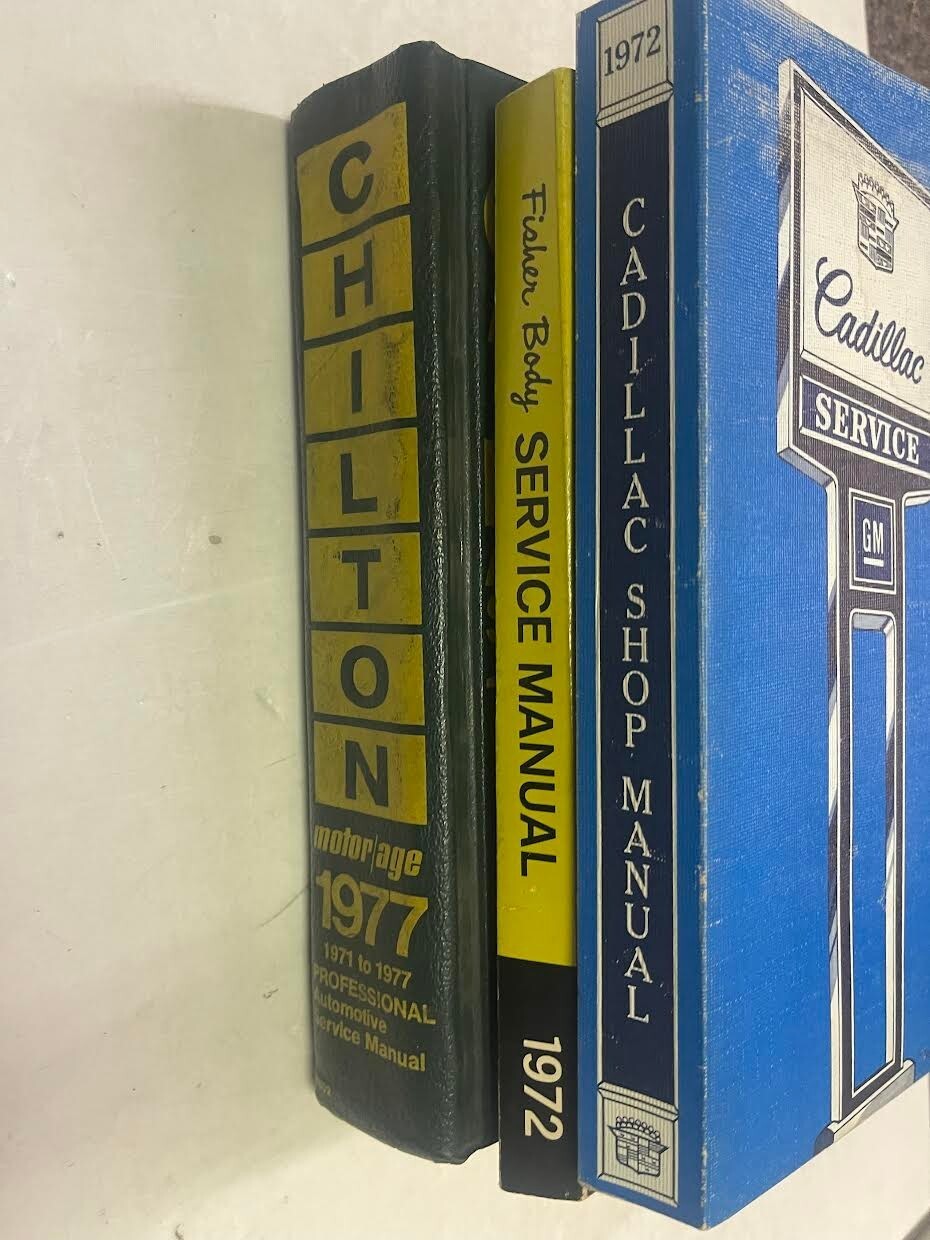 CHILTON
motor/age
1977
1971 to 1977
PROFESSIONAL
Automotive
Service Manual
Fisher Body SERVICE MANUAL
1972
1972
CADILLAC SHOP MANUAL
Cadillac
SERVICE
GM